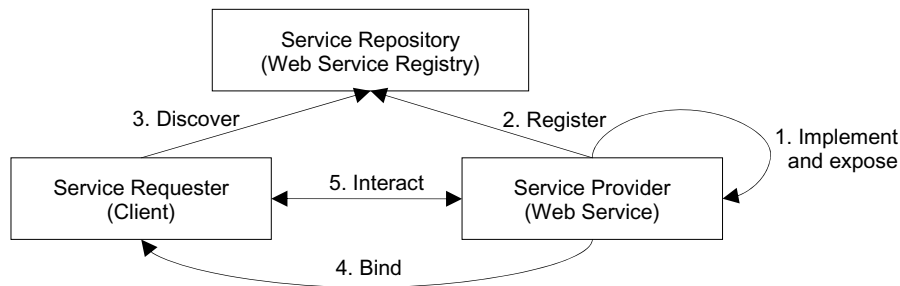 Service Repository
(Web Service Registry)
3. Discover
2. Register
1. Implement
and expose
Service Requester
(Client)
5. Interact
Service Provider
(Web Service)
4. Bind